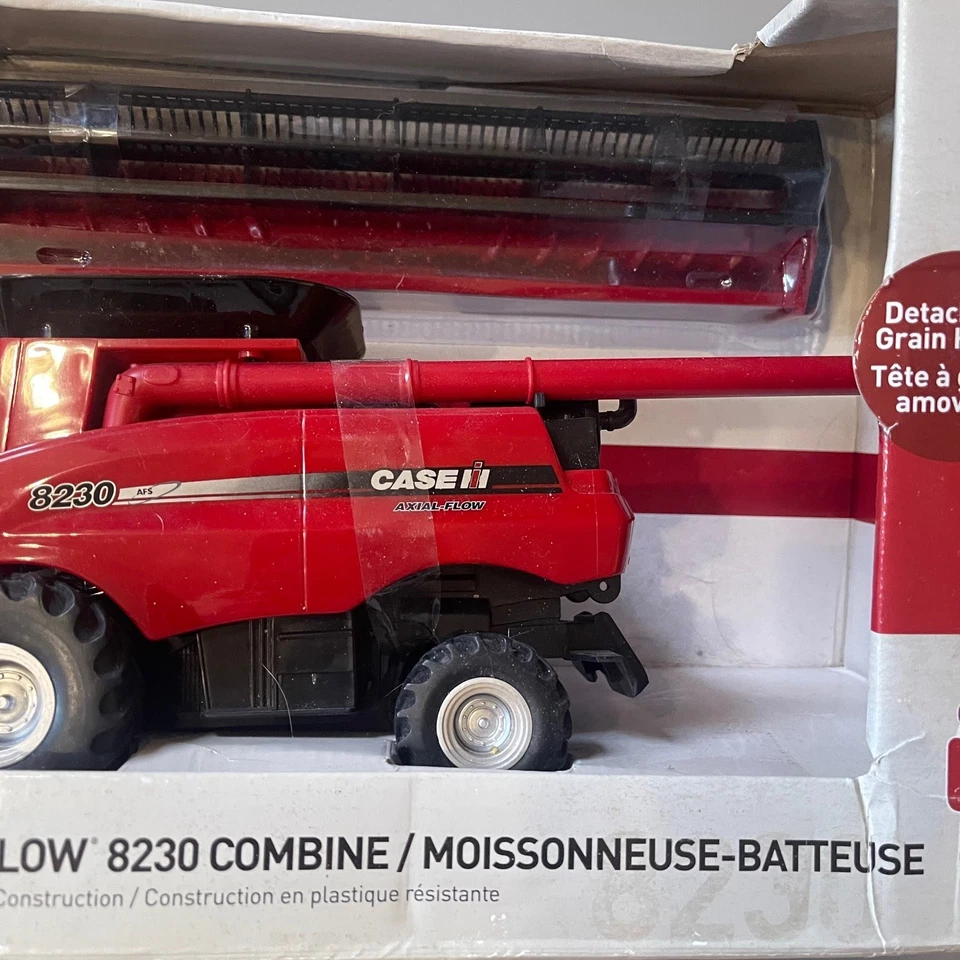 Detac
Grain
Tête à
amov
8230 AFS
CASE IH
AXIAL-FLOW
LOW® 8230 COMBINE / MOISSONNEUSE-BATTEUSE
Construction / Construction en plastique résistante
8230